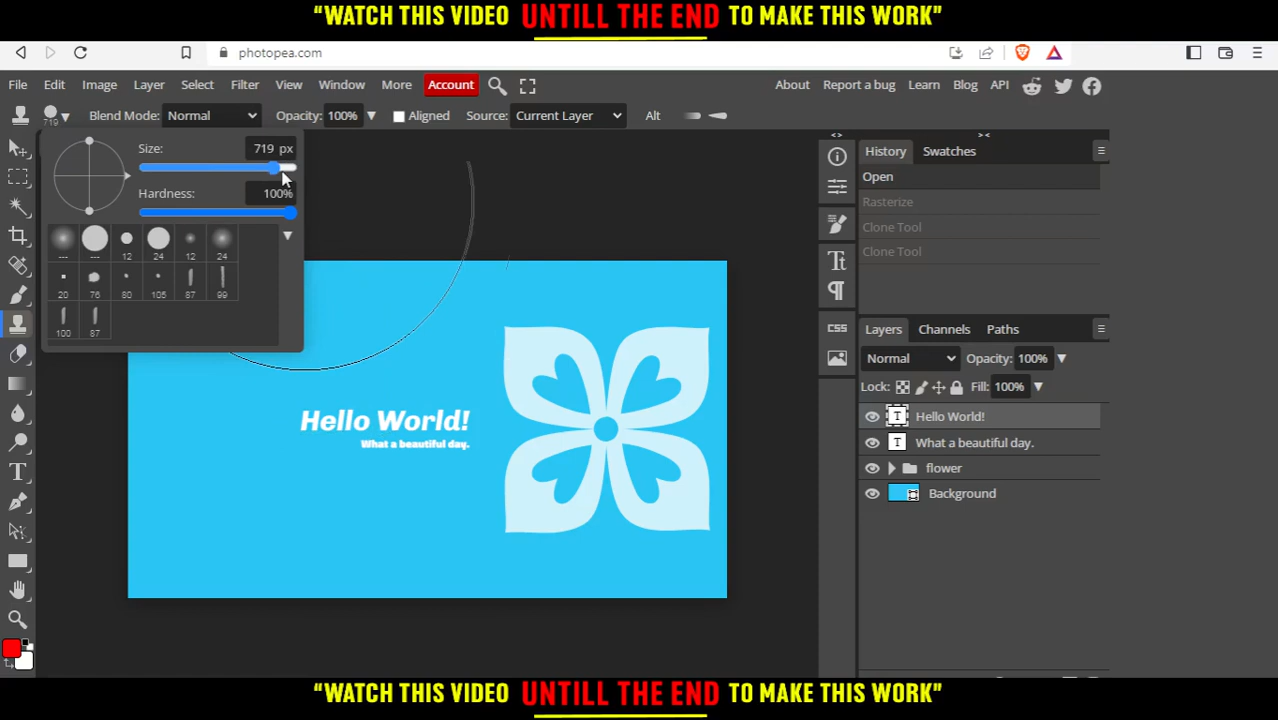 “WATCH THIS VIDEO UNTILL THE END TO MAKE THIS WORK”
photopea.com
File Edit Image Layer Select Filter View Window More Account About Report a bug Learn Blog API
719 Blend Mode: Normal Opacity: 100% Aligned Source: Current Layer Alt
Size: 719 px
Hardness: 100%
--- --- 12 24 12 24
20 76 80 105 87 99
100 87
Hello World!
What a beautiful day.
<> ><
History Swatches
Open
Rasterize
Clone Tool
Clone Tool
CSS
Layers Channels Paths
Normal Opacity: 100%
Lock: Fill: 100%
T Hello World!
T What a beautiful day.
flower
Background
“WATCH THIS VIDEO UNTILL THE END TO MAKE THIS WORK”